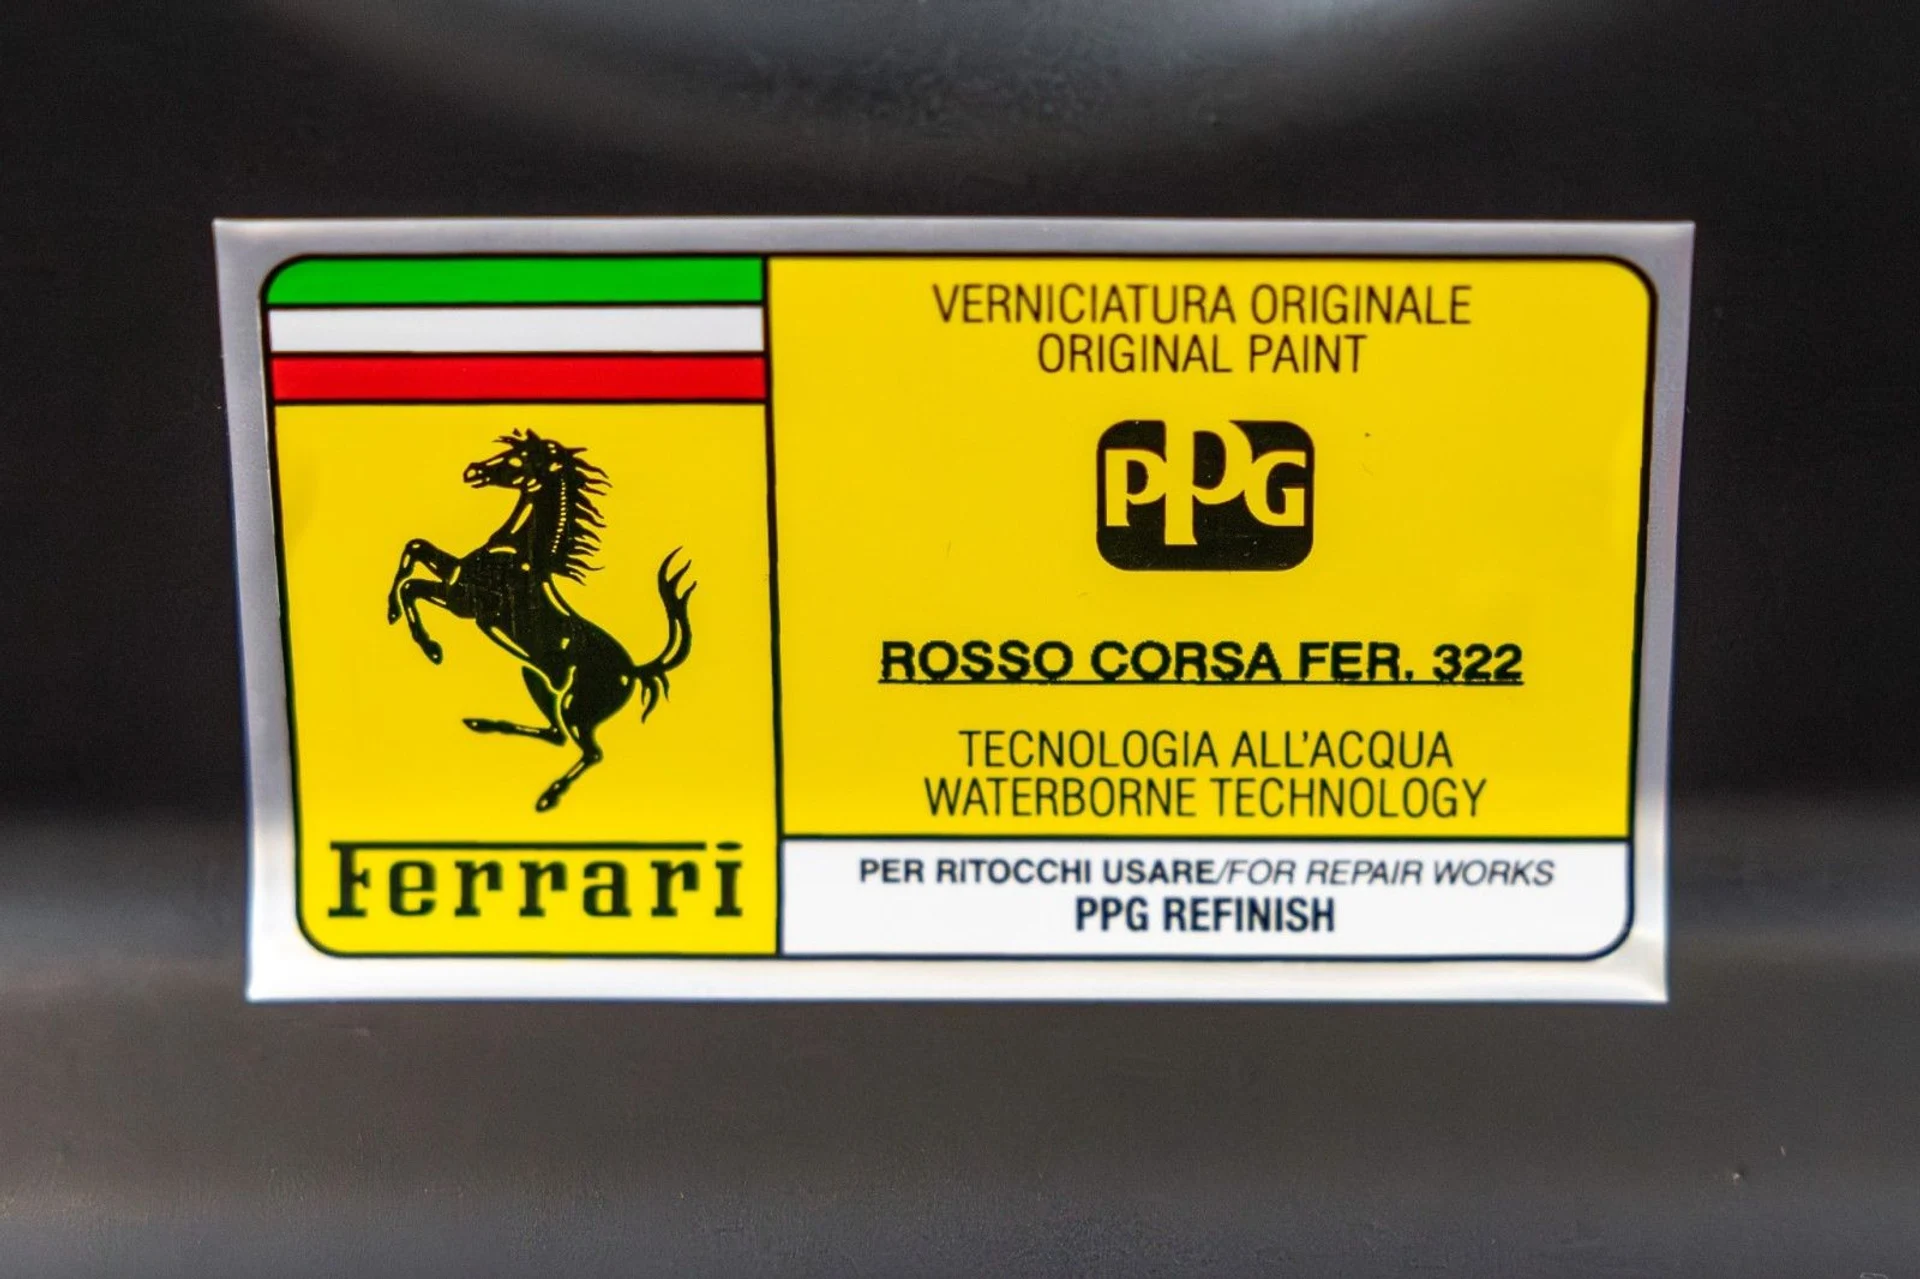 Ferrari
VERNICIATURA ORIGINALE
ORIGINAL PAINT
PPG
ROSSO CORSA FER. 322
TECNOLOGIA ALL'ACQUA
WATERBORNE TECHNOLOGY
PER RITOCCHI USARE/FOR REPAIR WORKS
PPG REFINISH